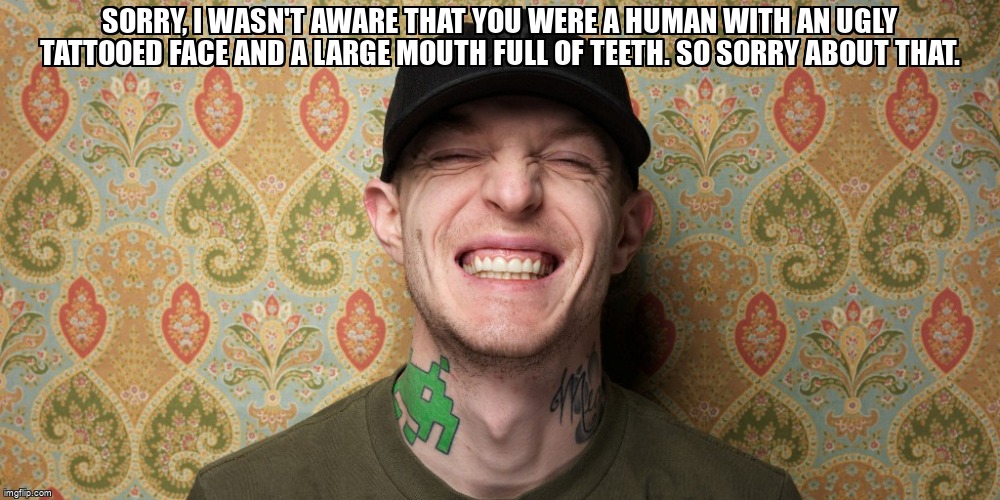 SORRY, I WASN'T AWARE THAT YOU WERE A HUMAN WITH AN UGLY
TATTOOED FACE AND A LARGE MOUTH FULL OF TEETH. SO SORRY ABOUT THAT.
imgflip.com